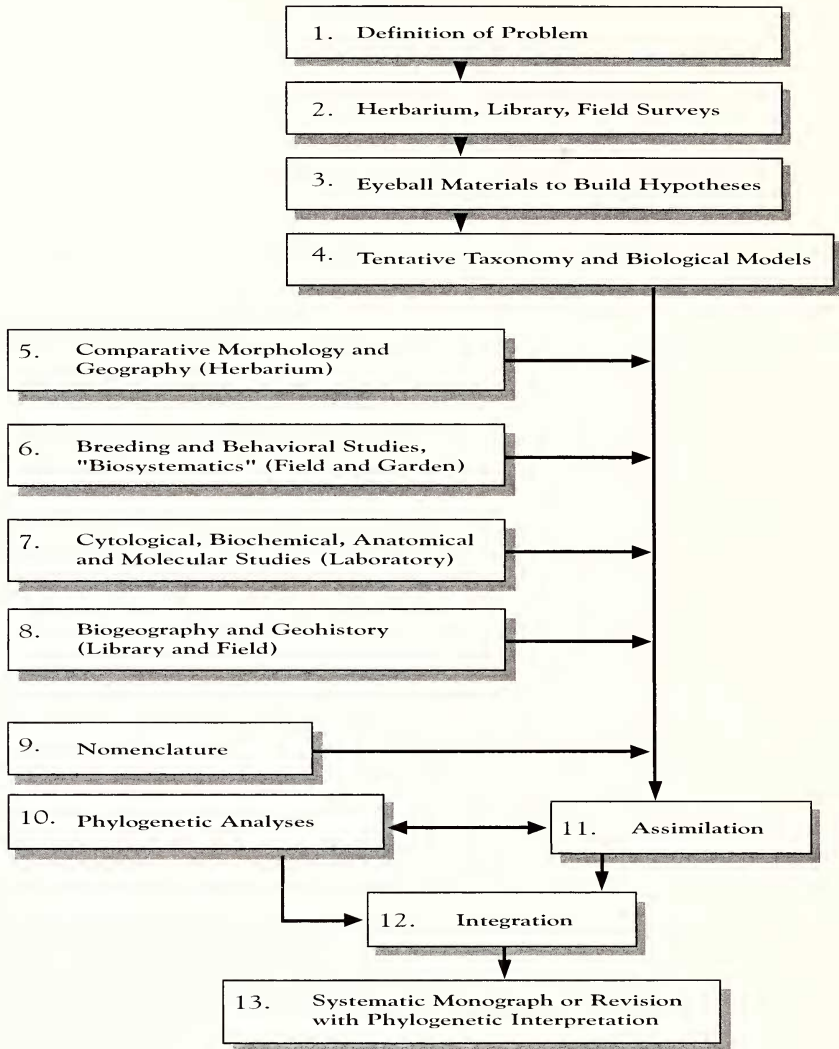 1. Definition of Problem
2. Herbarium, Library, Field Surveys
3. Eyeball Materials to Build Hypotheses
4. Tentative Taxonomy and Biological Models
5. Comparative Morphology and
Geography (Herbarium)
6. Breeding and Behavioral Studies,
"Biosystematics" (Field and Garden)
7. Cytological, Biochemical, Anatomical
and Molecular Studies (Laboratory)
8. Biogeography and Geohistory
(Library and Field)
9. Nomenclature
10. Phylogenetic Analyses
11. Assimilation
12. Integration
13. Systematic Monograph or Revision
with Phylogenetic Interpretation